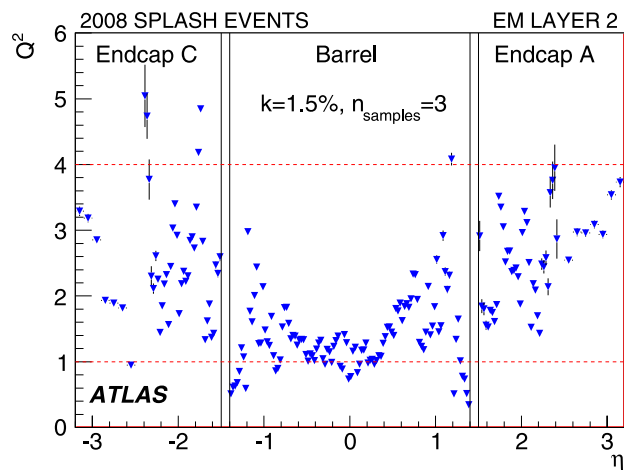 2008 SPLASH EVENTS EM LAYER 2
Q²
6
Endcap C Barrel Endcap A
k=1.5%, n_samples=3
5
4
3
2
1
ATLAS
0
-3 -2 -1 0 1 2 3
η